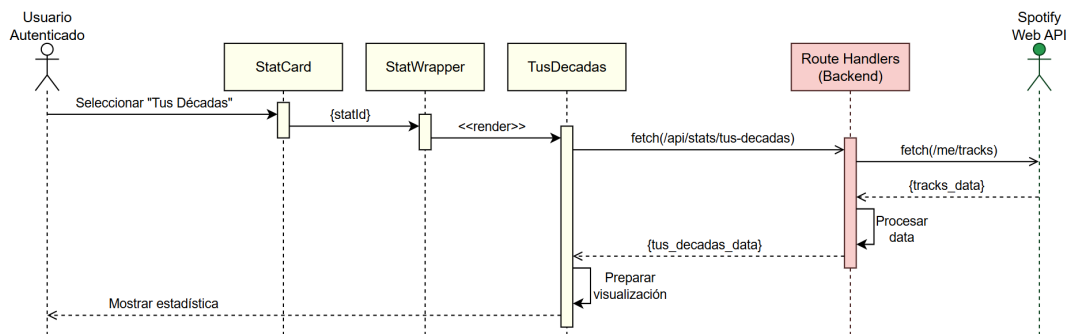 Usuario
Autenticado
Spotify
Web API
StatCard
StatWrapper
TusDecadas
Route Handlers
(Backend)
Seleccionar "Tus Décadas"
{statId}
<<render>>
fetch(/api/stats/tus-decadas)
fetch(/me/tracks)
{tracks_data}
Procesar
data
{tus_decadas_data}
Preparar
visualización
Mostrar estadística